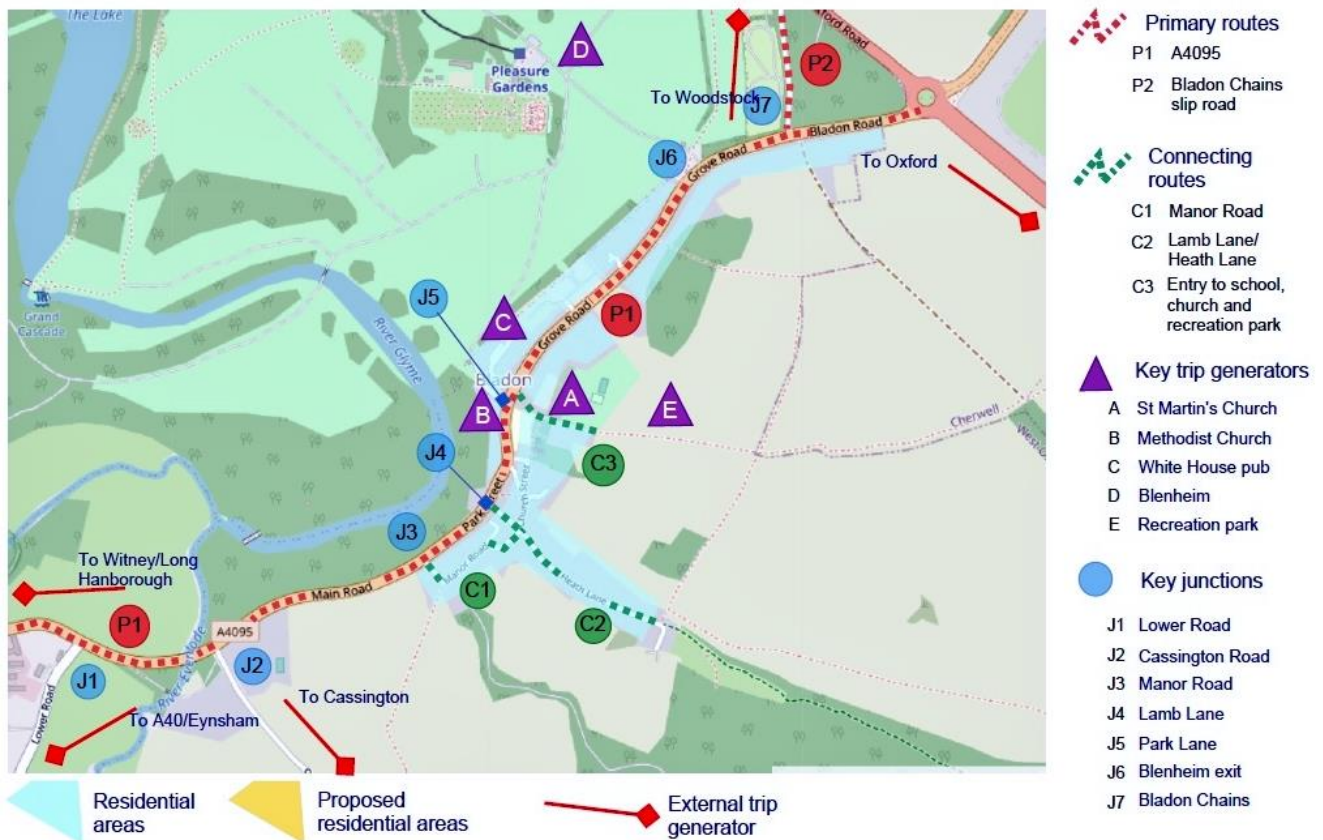 The Lake
D
Pleasure
Gardens
P2
To Woodstock
J7
Bladon Road
J6
Grove Road
To Oxford
Grand
Cascade
River Glyme
J5
C
Grove Road
P1
Bladon
B
A
E
Cherwell
J4
C3
Church Street
J3
Manor Road
C1
Heath Lane
C2
To Witney/Long
Hanborough
Main Road
P1
A4095
River Evenlode
J1
J2
Lower Road
To A40/Eynsham
To Cassington
Residential
areas
Proposed
residential areas
External trip
generator
Primary routes
P1 A4095
P2 Bladon Chains
slip road
Connecting
routes
C1 Manor Road
C2 Lamb Lane/
Heath Lane
C3 Entry to school,
church and
recreation park
Key trip generators
A St Martin's Church
B Methodist Church
C White House pub
D Blenheim
E Recreation park
Key junctions
J1 Lower Road
J2 Cassington Road
J3 Manor Road
J4 Lamb Lane
J5 Park Lane
J6 Blenheim exit
J7 Bladon Chains